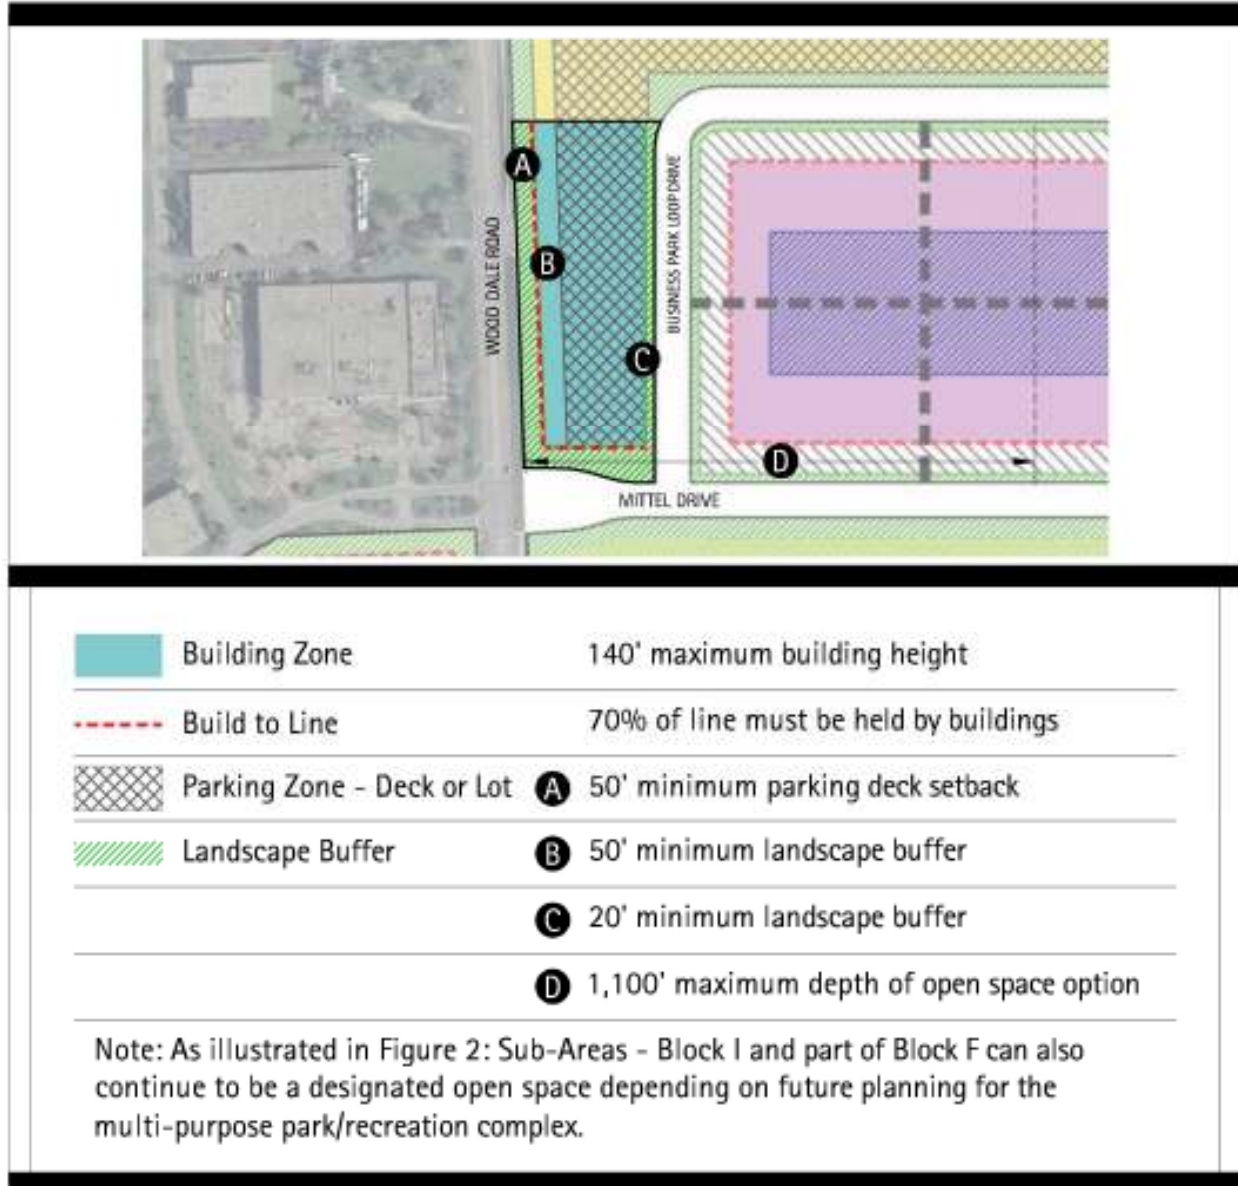 A
B
C
D
WOOD DALE ROAD
BUSINESS PARK LOOP DRIVE
MITTEL DRIVE
Building Zone 140' maximum building height
Build to Line 70% of line must be held by buildings
Parking Zone - Deck or Lot A 50' minimum parking deck setback
Landscape Buffer B 50' minimum landscape buffer
C 20' minimum landscape buffer
D 1,100' maximum depth of open space option
Note: As illustrated in Figure 2: Sub-Areas - Block I and part of Block F can also
continue to be a designated open space depending on future planning for the
multi-purpose park/recreation complex.